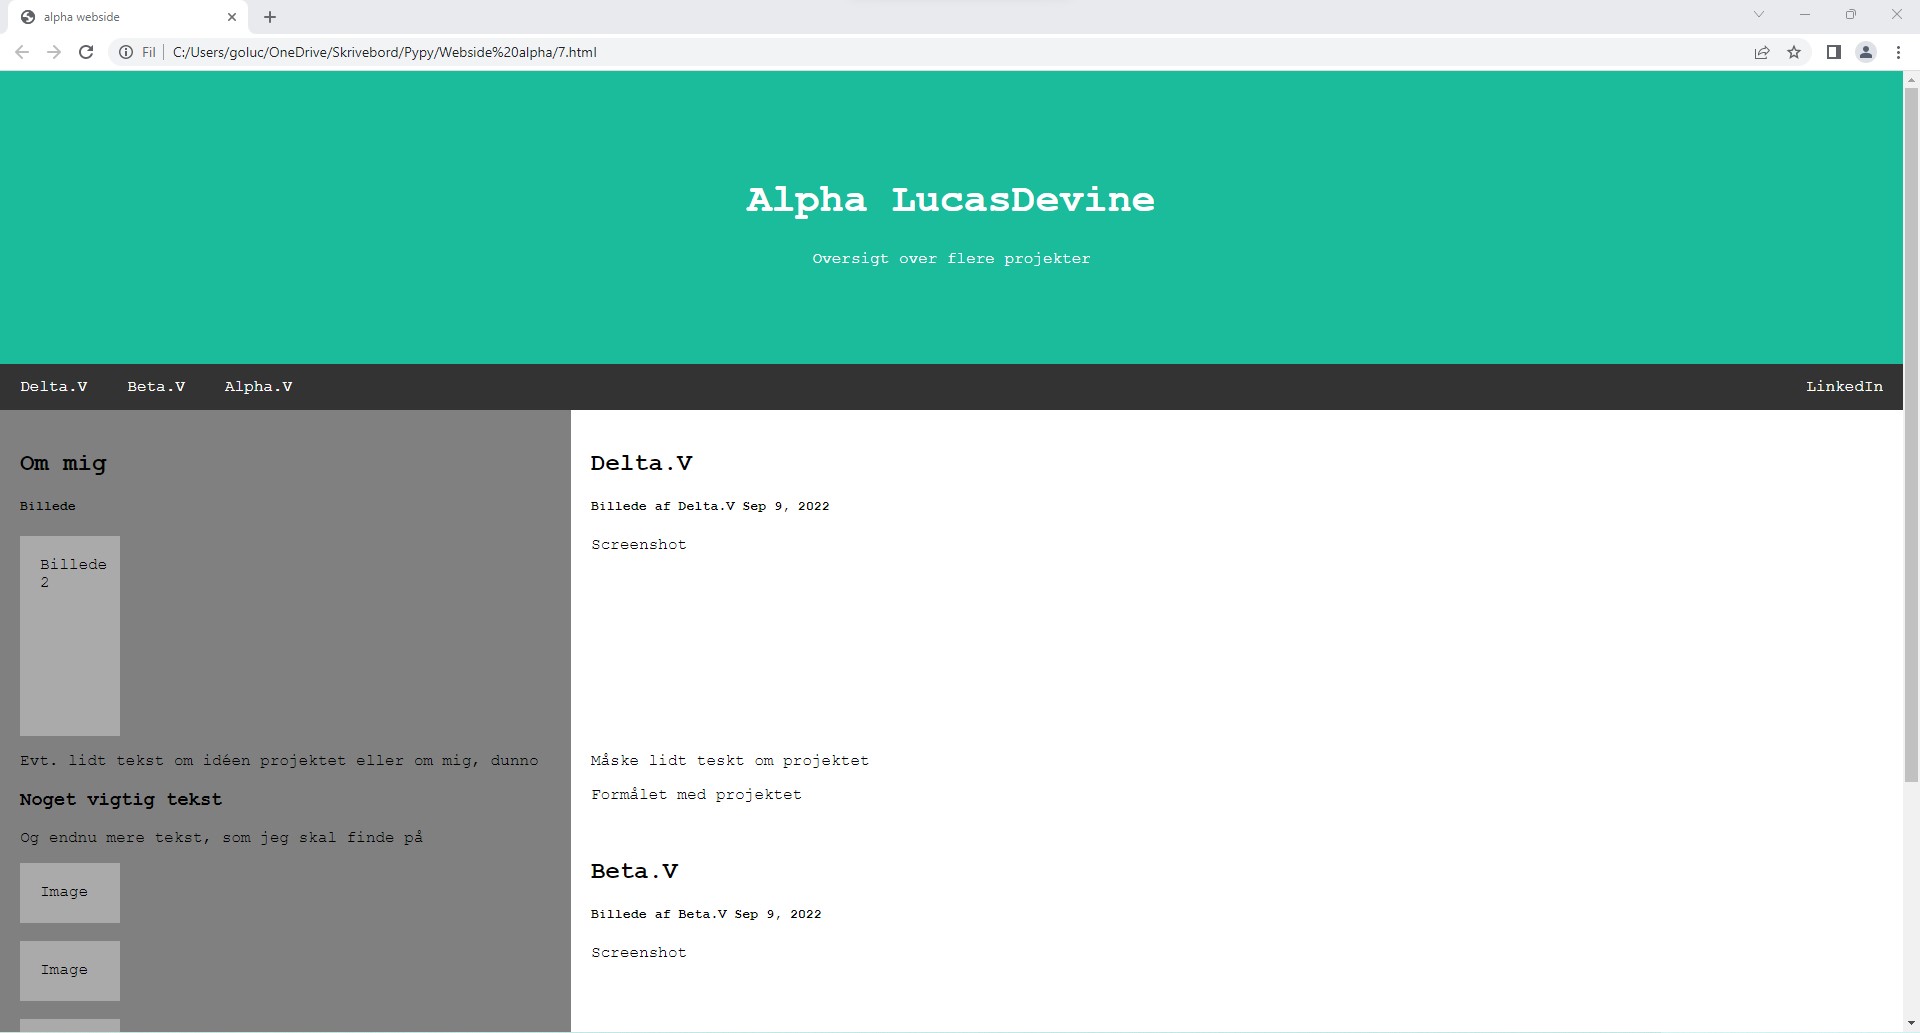 alpha webside
Fil
C:/Users/goluc/OneDrive/Skrivebord/Pypy/Webside%20alpha/7.html
Alpha LucasDevine
Oversigt over flere projekter
Delta.V Beta.V Alpha.V LinkedIn
Om mig
Billede
Billede
2
Evt. lidt tekst om idéen projektet eller om mig, dunno
Noget vigtig tekst
Og endnu mere tekst, som jeg skal finde på
Image
Image
Delta.V
Billede af Delta.V Sep 9, 2022
Screenshot
Måske lidt teskt om projektet
Formålet med projektet
Beta.V
Billede af Beta.V Sep 9, 2022
Screenshot